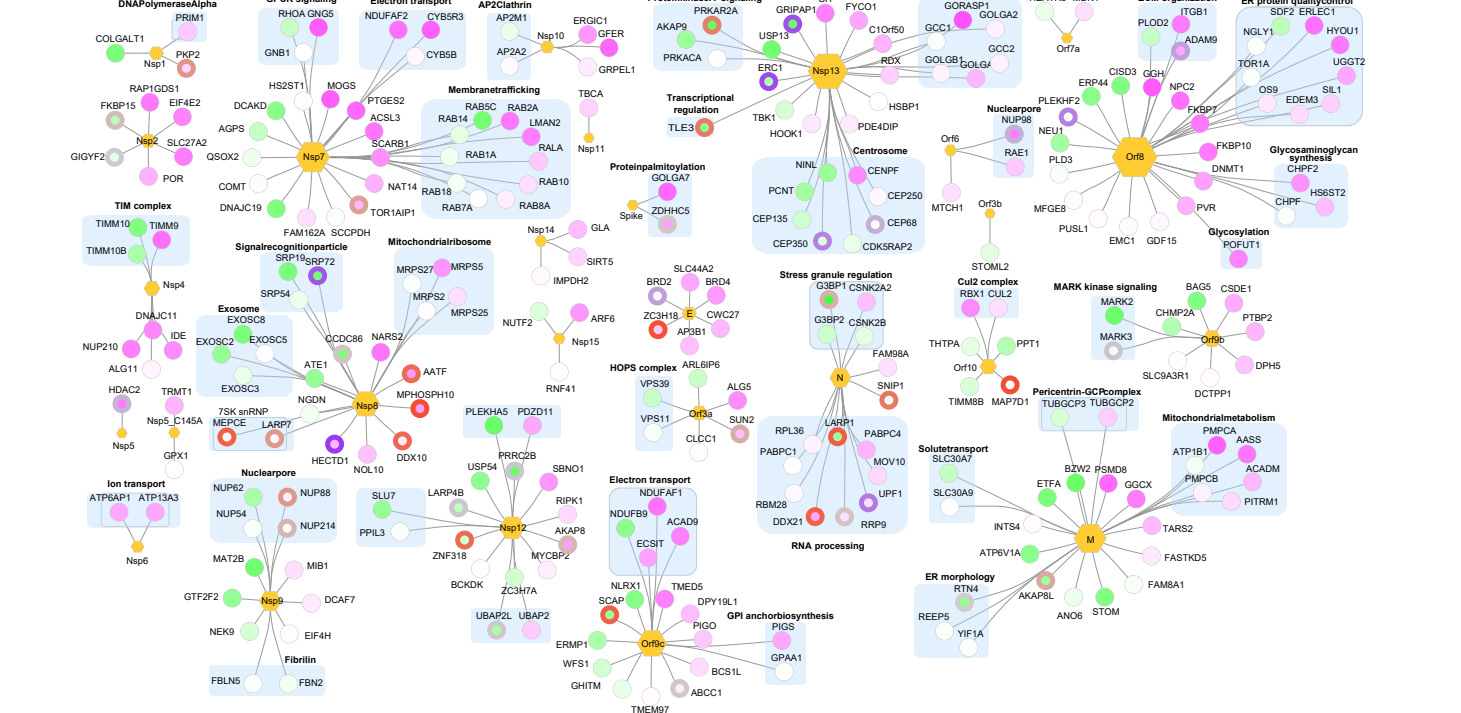 DNAPolymeraseAlpha
PRIM1
COLGALT1
PKP2
Nsp1
RHOA GNG5
GNB1
Electron transport
NDUFAF2
CYB5R3
CYB5B
AP2Clathrin
AP2M1
AP2A2
Nsp10
ERGIC1
GFER
GRPEL1
PRKAR2A
AKAP9
PRKACA
GRIPAP1
USP13
ERC1
FYCO1
C1Orf50
RDX
Nsp13
GORASP1
GOLGA2
GCC1
GCC2
GOLGB1
GOLGA
HSBP1
TBK1
HOOK1
PDE4DIP
Transcriptional
regulation
TLE3
Orf7a
ITGB1
PLOD2
ADAM9
ER protein qualitycontrol
SDF2 ERLEC1
NGLY1
HYOU1
UGGT2
TOR1A
OS9
EDEM3
SIL1
CISD3
ERP44
GGH
NPC2
FKBP7
PLEKHF2
NEU1
PLD3
Orf8
FKBP10
DNMT1
PVR
MFGE8
PUSL1
EMC1
GDF15
Glycosaminoglycan
synthesis
CHPF2
HS6ST2
CHPF
Glycosylation
POFUT1
RAP1GDS1
FKBP15
EIF4E2
Nsp2
SLC27A2
GIGYF2
POR
HS2ST1
MOGS
DCAKD
PTGES2
AGPS
ACSL3
SCARB1
QSOX2
Nsp7
COMT
NAT14
DNAJC19
TOR1AIP1
FAM162A
SCCPDH
Membranetrafficking
RAB5C
RAB2A
RAB14
LMAN2
RALA
RAB1A
RAB10
RAB18
RAB7A
RAB8A
TBCA
Nsp11
Proteinpalmitoylation
GOLGA7
Spike
ZDHHC5
Centrosome
NINL
CENPF
PCNT
CEP250
CEP135
CEP68
CEP350
CDK5RAP2
Nuclearpore
NUP98
Orf6
RAE1
MTCH1
Orf3b
STOML2
TIM complex
TIMM10
TIMM9
TIMM10B
Nsp4
DNAJC11
IDE
NUP210
ALG11
Signalrecognitionparticle
SRP19
SRP72
SRP54
Mitochondrialribosome
MRPS27
MRPS5
MRPS2
MRPS25
Nsp14
GLA
SIRT5
IMPDH2
Exosome
EXOSC8
EXOSC2
EXOSC5
EXOSC3
CCDC86
NARS2
ATE1
AATF
NGDN
Nsp8
MPHOSPH10
7SK snRNP
MEPCE
LARP7
HECTD1
NOL10
DDX10
NUTF2
ARF6
Nsp15
RNF41
SLC44A2
BRD2
BRD4
ZC3H18
E
CWC27
AP3B1
HOPS complex
ARL6IP6
VPS39
ALG5
VPS11
Orf3a
SUN2
CLCC1
Stress granule regulation
G3BP1
CSNK2A2
G3BP2
CSNK2B
FAM98A
N
SNIP1
LARP1
RPL36
PABPC4
PABPC1
MOV10
RBM28
UPF1
DDX21
RRP9
RNA processing
Cul2 complex
RBX1 CUL2
THTPA
PPT1
Orf10
TIMM8B
MAP7D1
MARK kinase signaling
MARK2
MARK3
BAG5
CSDE1
CHMP2A
PTBP2
Orf9b
SLC9A3R1
DPH5
DCTPP1
HDAC2
TRMT1
Nsp5_C145A
Nsp5
GPX1
Ion transport
ATP6AP1
ATP13A3
Nsp6
Nuclearpore
NUP62
NUP88
NUP54
NUP214
MAT2B
MIB1
GTF2F2
Nsp9
DCAF7
NEK9
EIF4H
Fibrilin
FBLN5
FBN2
PLEKHA5
PDZD11
PRRC2B
USP54
SBNO1
SLU7
LARP4B
RIPK1
PPIL3
Nsp12
AKAP8
ZNF318
MYCBP2
BCKDK
ZC3H7A
UBAP2L
UBAP2
Electron transport
NDUFAF1
NDUFB9
ACAD9
ECSIT
NLRX1
TMED5
SCAP
DPY19L1
PIGO
ERMP1
Orf9c
WFS1
BCS1L
GHITM
ABCC1
TMEM97
GPI anchorbiosynthesis
PIGS
GPAA1
Pericentrin-GCPcomplex
TUBGCP3
TUBGCP2
Mitochondrialmetabolism
PMPCA
AASS
ATP1B1
ACADM
PMPCB
PITRM1
Solutetransport
SLC30A7
SLC30A9
BZW2
PSMD8
ETFA
GGCX
INTS4
M
TARS2
ATP6V1A
FASTKD5
AKAP8L
FAM8A1
ANO6
STOM
ER morphology
RTN4
REEP5
YIF1A